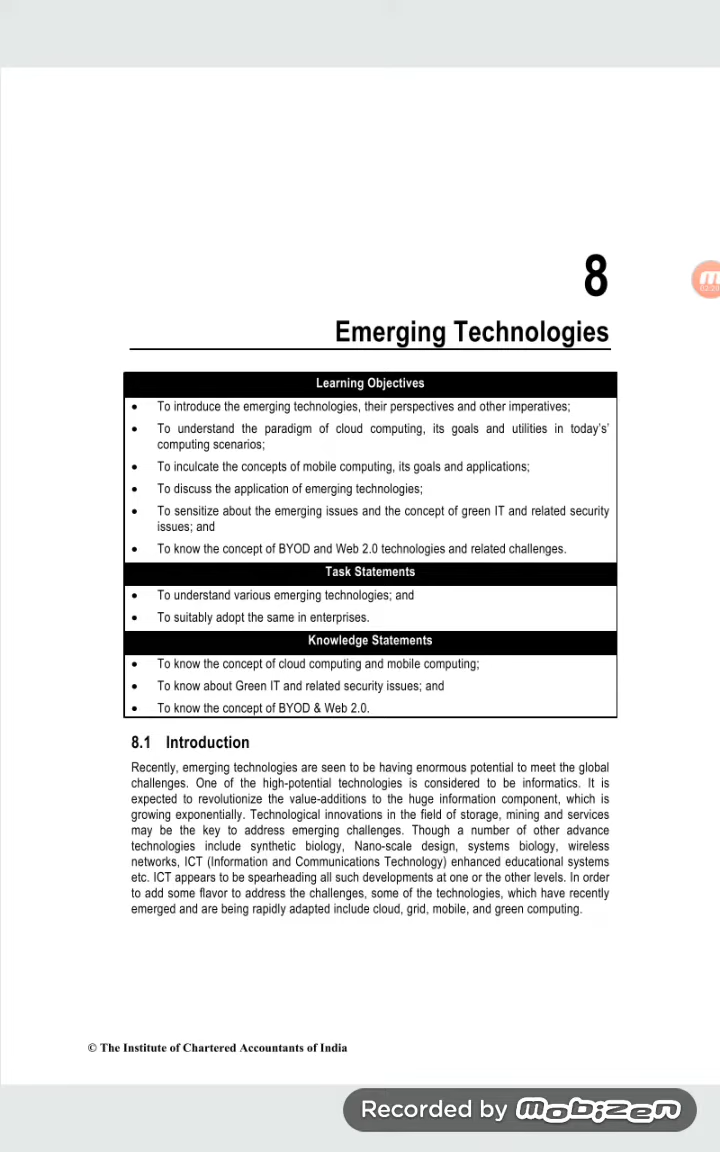 8
Emerging Technologies
Learning Objectives
• To introduce the emerging technologies, their perspectives and other imperatives;
• To understand the paradigm of cloud computing, its goals and utilities in today's'
computing scenarios;
• To inculcate the concepts of mobile computing, its goals and applications;
• To discuss the application of emerging technologies;
• To sensitize about the emerging issues and the concept of green IT and related security
issues; and
• To know the concept of BYOD and Web 2.0 technologies and related challenges.
Task Statements
• To understand various emerging technologies; and
• To suitably adopt the same in enterprises.
Knowledge Statements
• To know the concept of cloud computing and mobile computing;
• To know about Green IT and related security issues; and
• To know the concept of BYOD & Web 2.0.
8.1 Introduction
Recently, emerging technologies are seen to be having enormous potential to meet the global
challenges. One of the high-potential technologies is considered to be informatics. It is
expected to revolutionize the value-additions to the huge information component, which is
growing exponentially. Technological innovations in the field of storage, mining and services
may be the key to address emerging challenges. Though a number of other advance
technologies include synthetic biology, Nano-scale design, systems biology, wireless
networks, ICT (Information and Communications Technology) enhanced educational systems
etc. ICT appears to be spearheading all such developments at one or the other levels. In order
to add some flavor to address the challenges, some of the technologies, which have recently
emerged and are being rapidly adapted include cloud, grid, mobile, and green computing.
© The Institute of Chartered Accountants of India
Recorded by mobizen